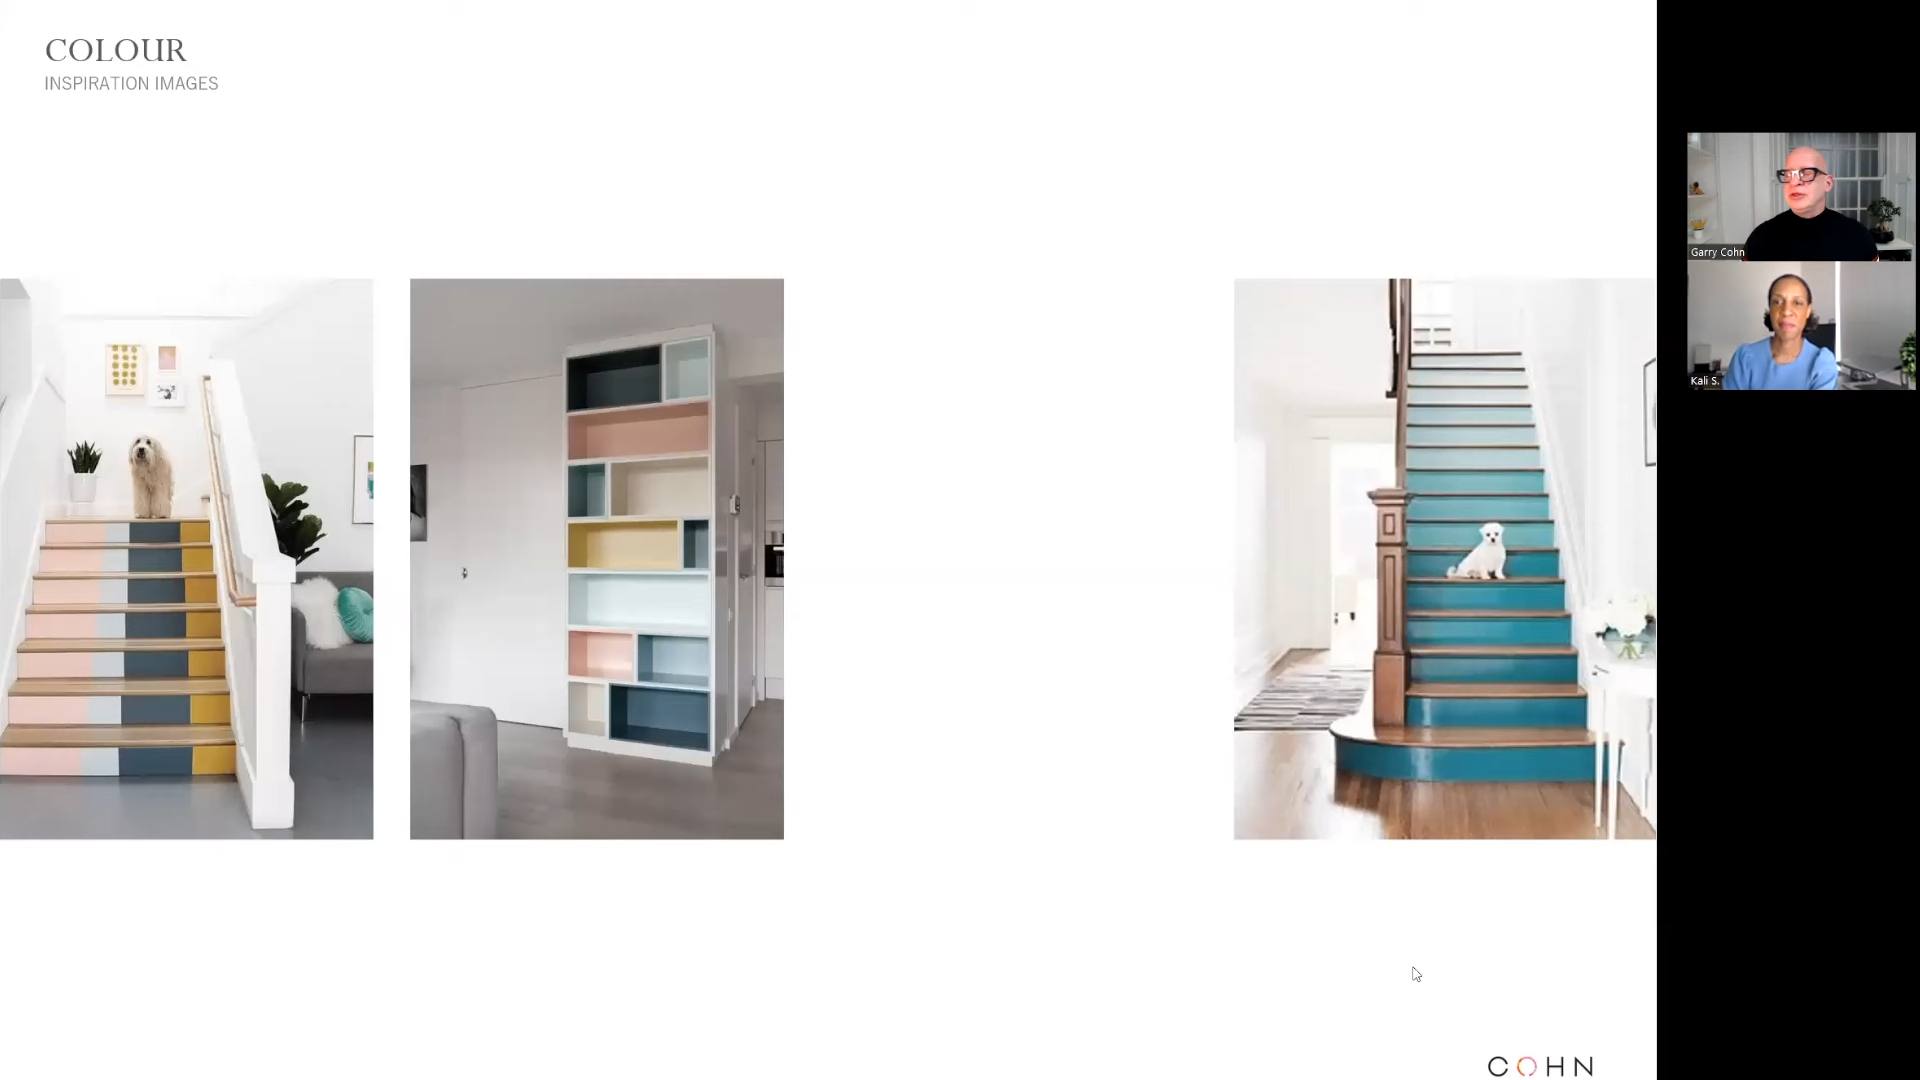 COLOUR
INSPIRATION IMAGES
Garry Cohn
Kali S.
COHN